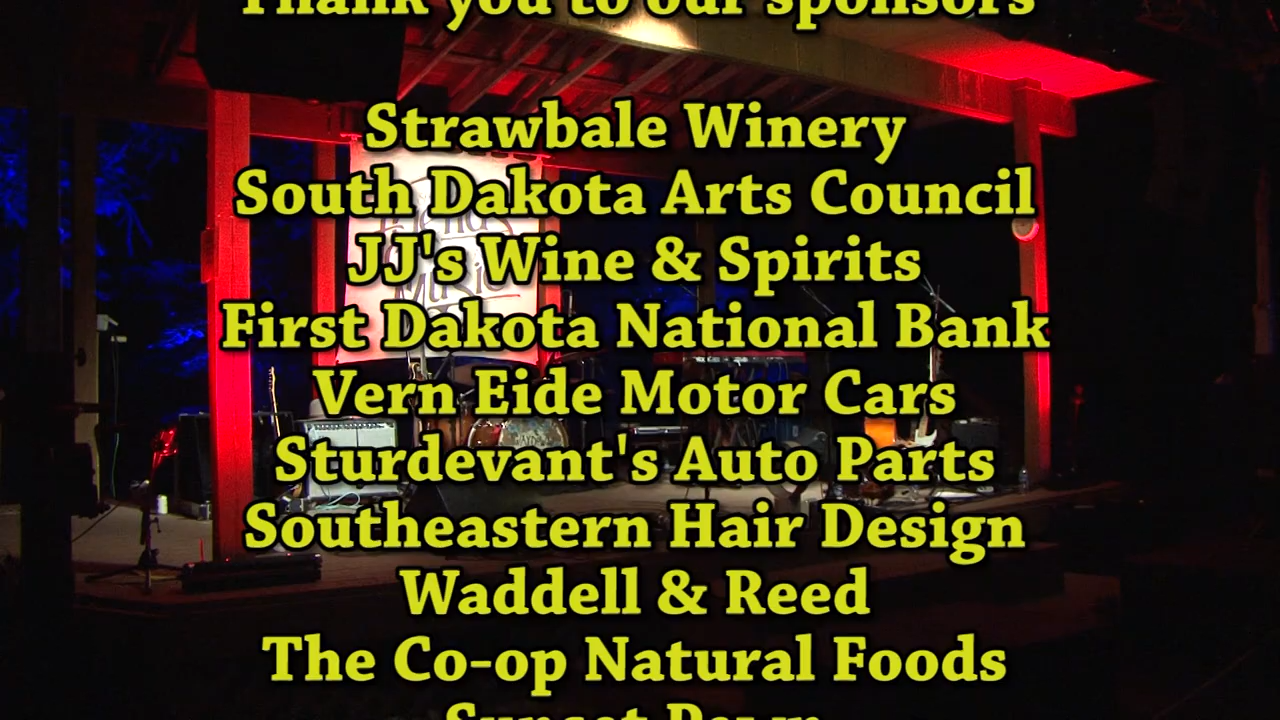 Thank you to our sponsors
Strawbale Winery
South Dakota Arts Council
JJ's Wine & Spirits
First Dakota National Bank
Vern Eide Motor Cars
Sturdevant's Auto Parts
Southeastern Hair Design
Waddell & Reed
The Co-op Natural Foods
Sunset